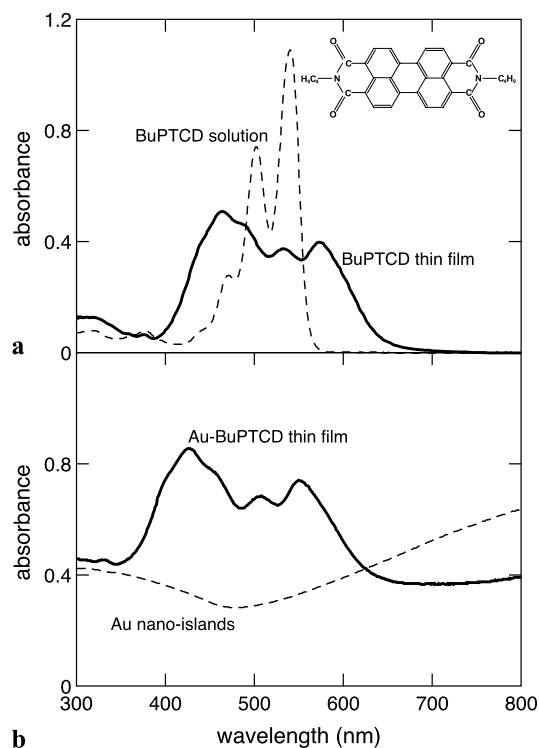 1.2
O
O
C
C
H₉C₄
N
N
C₄H₉
C
C
O
O
BuPTCD solution
0.8
absorbance
0.4
BuPTCD thin film
a
0
Au-BuPTCD thin film
0.8
absorbance
0.4
Au nano-islands
0
300
400
500
600
700
800
b
wavelength (nm)